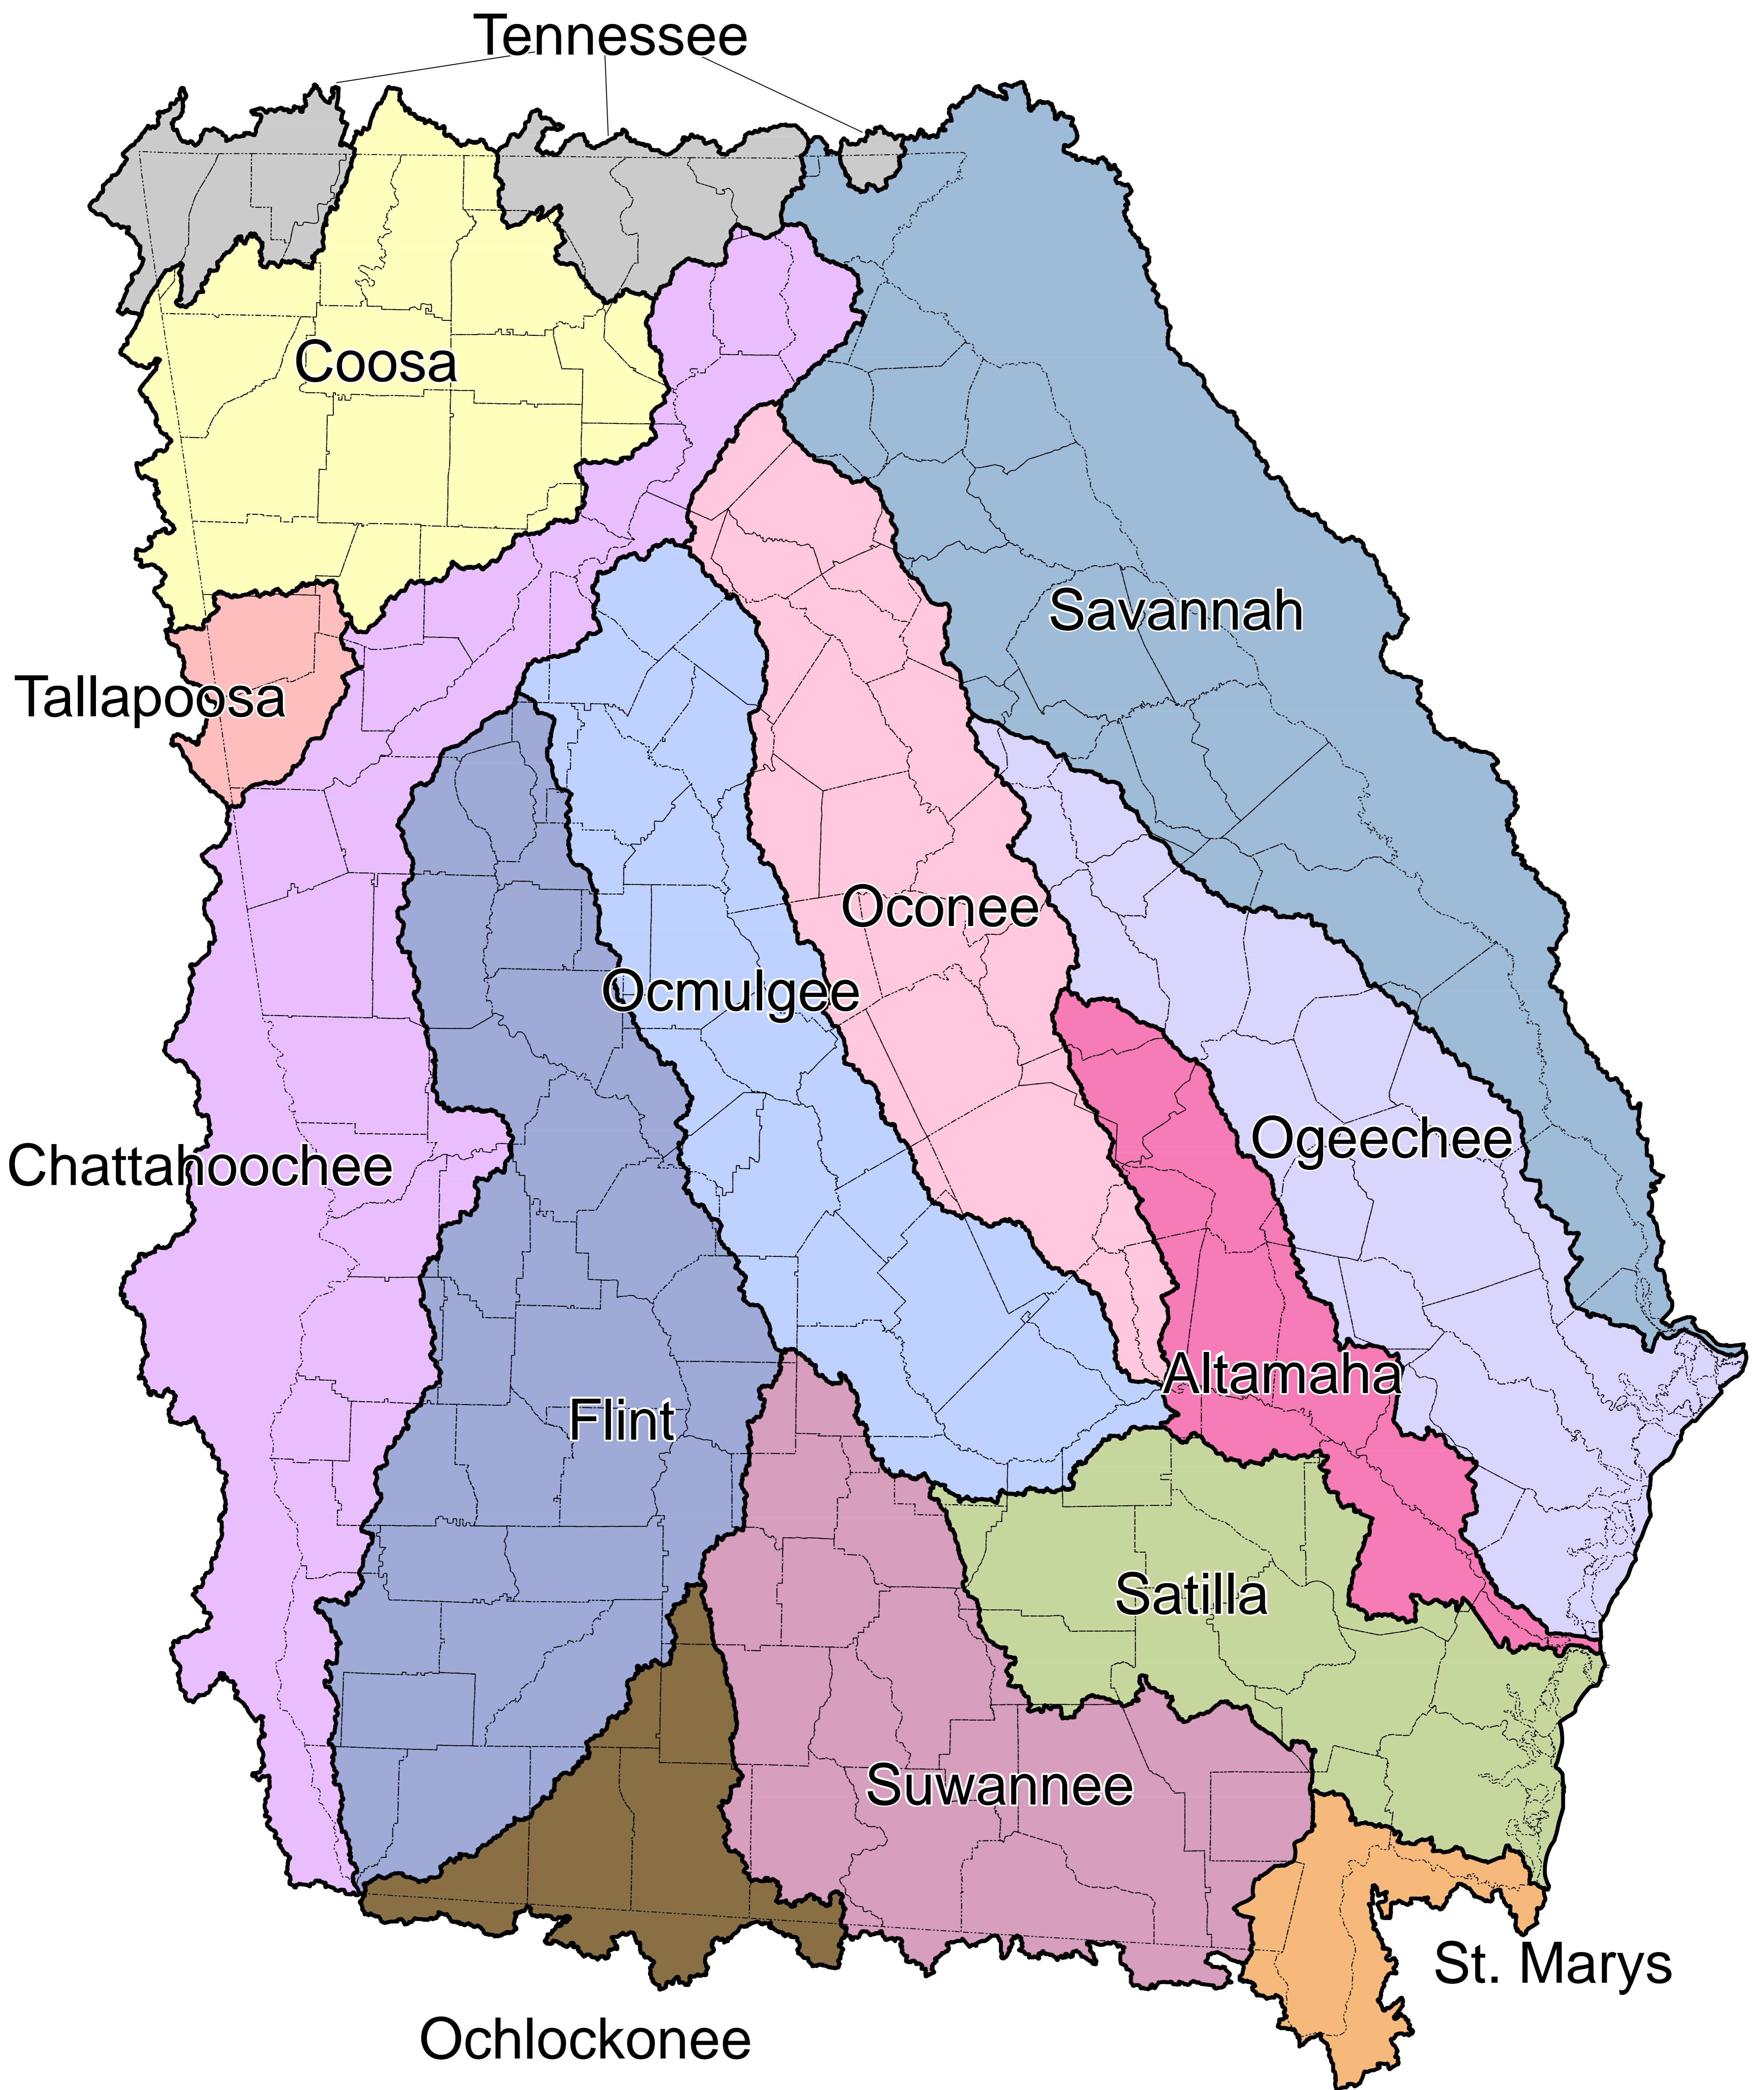 Tennessee
Coosa
Savannah
Tallapoosa
Oconee
Ocmulgee
Ogeechee
Chattahoochee
Altamaha
Flint
Satilla
Suwannee
St. Marys
Ochlockonee